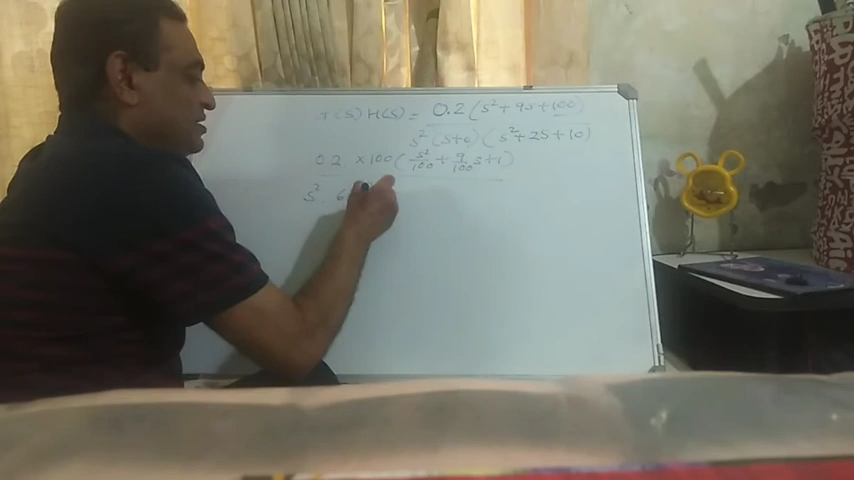 H(s) = 0.2(s²+9s+100)
s²(s+6)(s²+2s+10)
0.2 ×100(s²/100+9/100 s+1)
s² 6